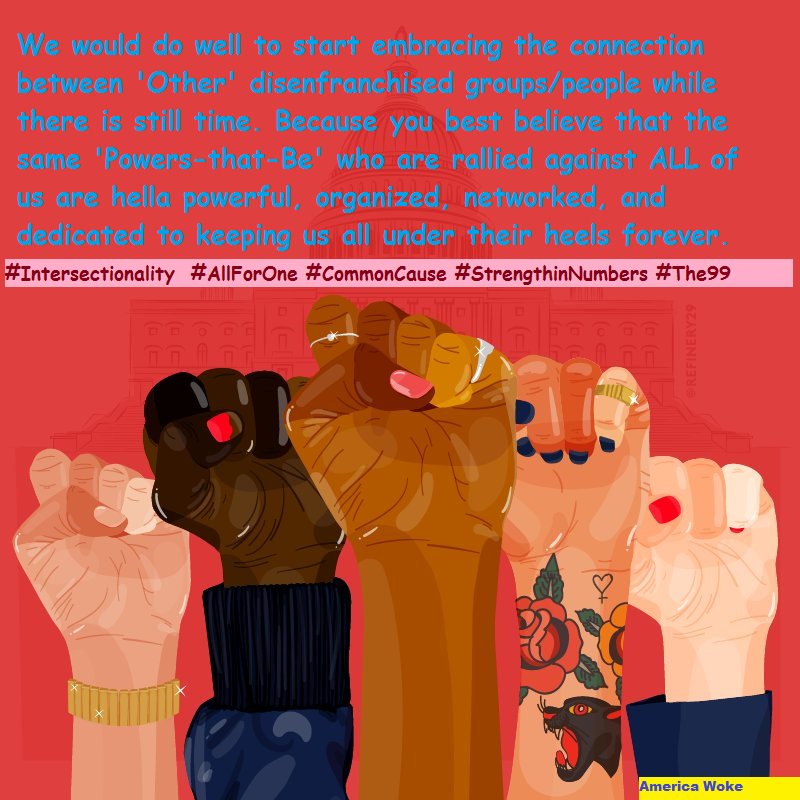 We would do well to start embracing the connection
between 'Other' disenfranchised groups/people while
there is still time. Because you best believe that the
same 'Powers-that-Be' who are rallied against ALL of
us are hella powerful, organized, networked, and
dedicated to keeping us all under their heels forever.
#Intersectionality #AllForOne #CommonCause #StrengthinNumbers #The99
@REFINERY29
America Woke